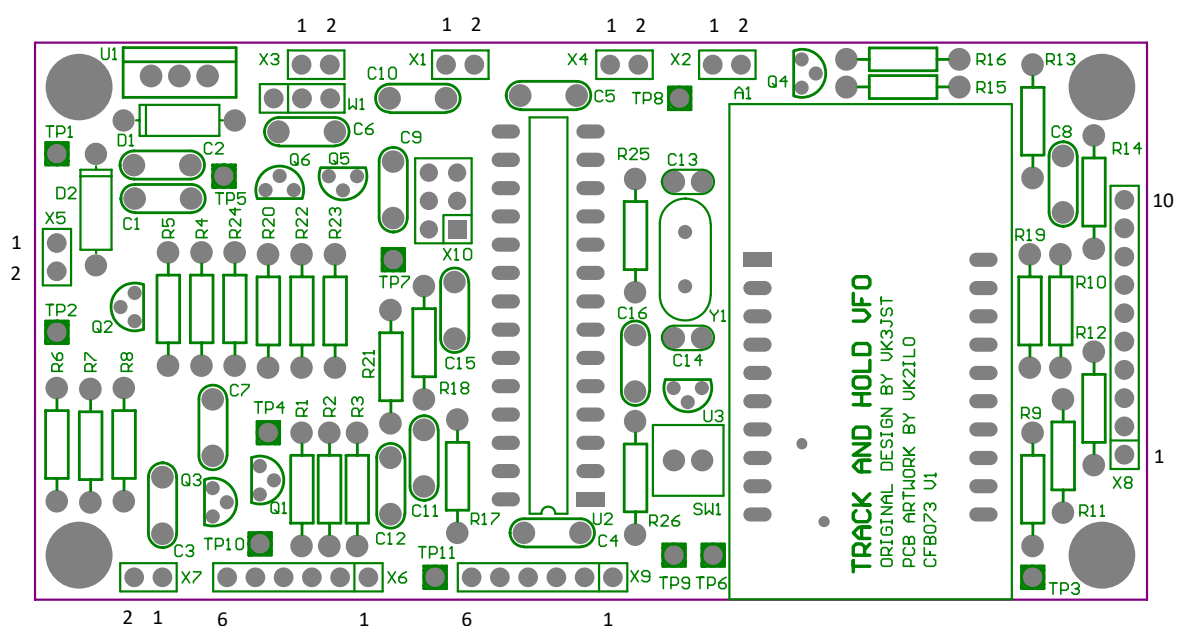 1 2
1 2
1 2
1 2
U1
X3
X1
X4
X2
Q4
R16
R13
C10
W1
C5
TP8
A1
R15
TP1
D1
C2
C6
C9
C8
R14
Q6
Q5
R25
C13
D2
TP5
10
X5
C1
R5
R4
R24
R20
R22
R23
X10
1
2
TP7
R19
R10
TP2
Q2
C16
Y1
R12
R6
R7
R8
R21
C15
C14
C7
R18
TP4
R1
R2
R3
U3
R9
TRACK AND HOLD VFO
ORIGINAL DESIGN BY VK3JST
PCB ARTWORK BY VK2ILO
CFB073 V1
1
Q3
Q1
X8
C11
R17
U2
R26
SW1
R11
C3
TP10
C12
TP11
C4
X7
X6
X9
TP9
TP6
TP3
2 1
6
1
6
1